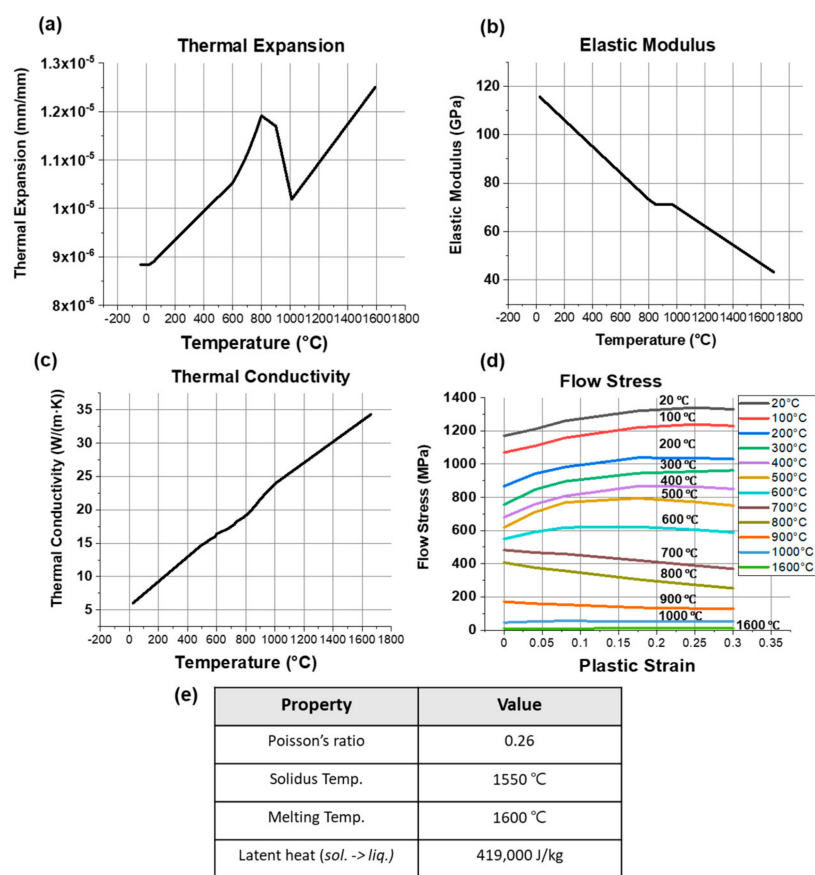 (a)
Thermal Expansion
Thermal Expansion (mm/mm)
1.3x10⁻⁵
1.2x10⁻⁵
1.1x10⁻⁵
1x10⁻⁵
9x10⁻⁶
8x10⁻⁶
-200 0 200 400 600 800 1000 1200 1400 1600 1800
Temperature (°C)
(b)
Elastic Modulus
Elastic Modulus (GPa)
120
100
80
60
40
-200 0 200 400 600 800 1000 1200 1400 1600 1800
Temperature (°C)
(c)
Thermal Conductivity
Thermal Conductivity (W/(m·K))
35
30
25
20
15
10
5
-200 0 200 400 600 800 1000 1200 1400 1600 1800
Temperature (°C)
(d)
Flow Stress
Flow Stress (MPa)
1400
1200
1000
800
600
400
200
0
20 ℃
100℃
200 ℃
300 ℃
400 ℃
500 ℃
600 ℃
700 ℃
800 ℃
900 ℃
1000 ℃
1600 ℃
20°C
100°C
200°C
300°C
400°C
500°C
600°C
700°C
800°C
900°C
1000°C
1600°C
0 0.05 0.1 0.15 0.2 0.25 0.3 0.35
Plastic Strain
(e)
Property Value
Poisson's ratio 0.26
Solidus Temp. 1550 ℃
Melting Temp. 1600 ℃
Latent heat (sol. -> liq.) 419,000 J/kg